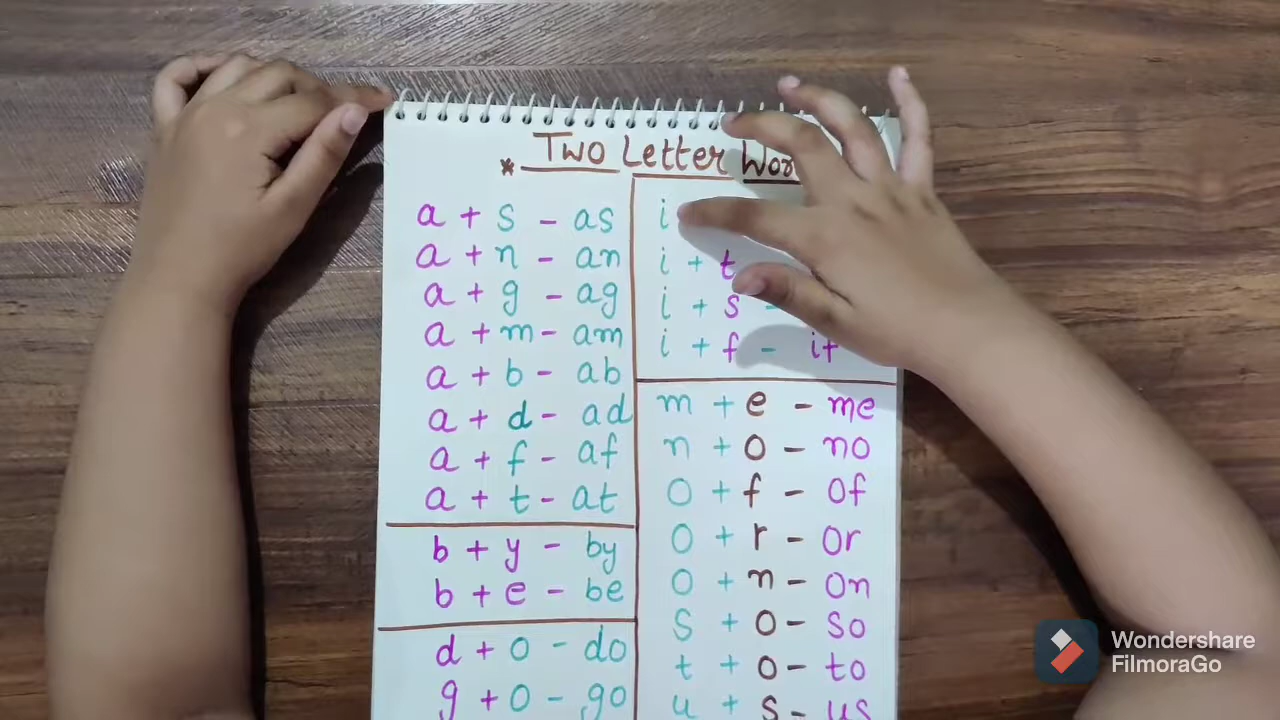 * Two Letter
a + s - as
a + n - an
a + g - ag
a + m - am
a + b - ab
a + d - ad
a + f - af
a + t - at
b + y - by
b + e - be
d + o - do
g + o - go
i
i + t
i + s -
i + f - if
m + e - me
n + o - no
o + f - of
o + r - or
o + n - on
s + o - so
t + o - to
u + s - us
Wondershare
FilmoraGo